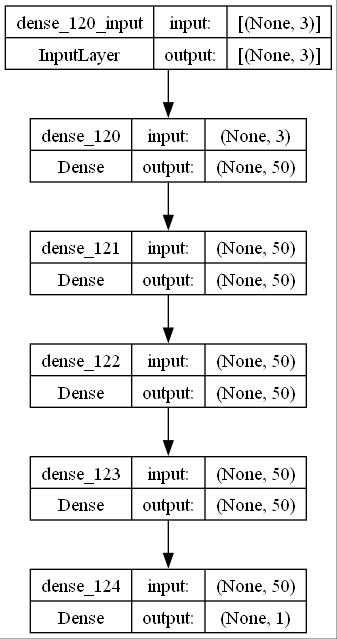 dense_120_input input: [(None, 3)]
InputLayer output: [(None, 3)]
dense_120 input: (None, 3)
Dense output: (None, 50)
dense_121 input: (None, 50)
Dense output: (None, 50)
dense_122 input: (None, 50)
Dense output: (None, 50)
dense_123 input: (None, 50)
Dense output: (None, 50)
dense_124 input: (None, 50)
Dense output: (None, 1)